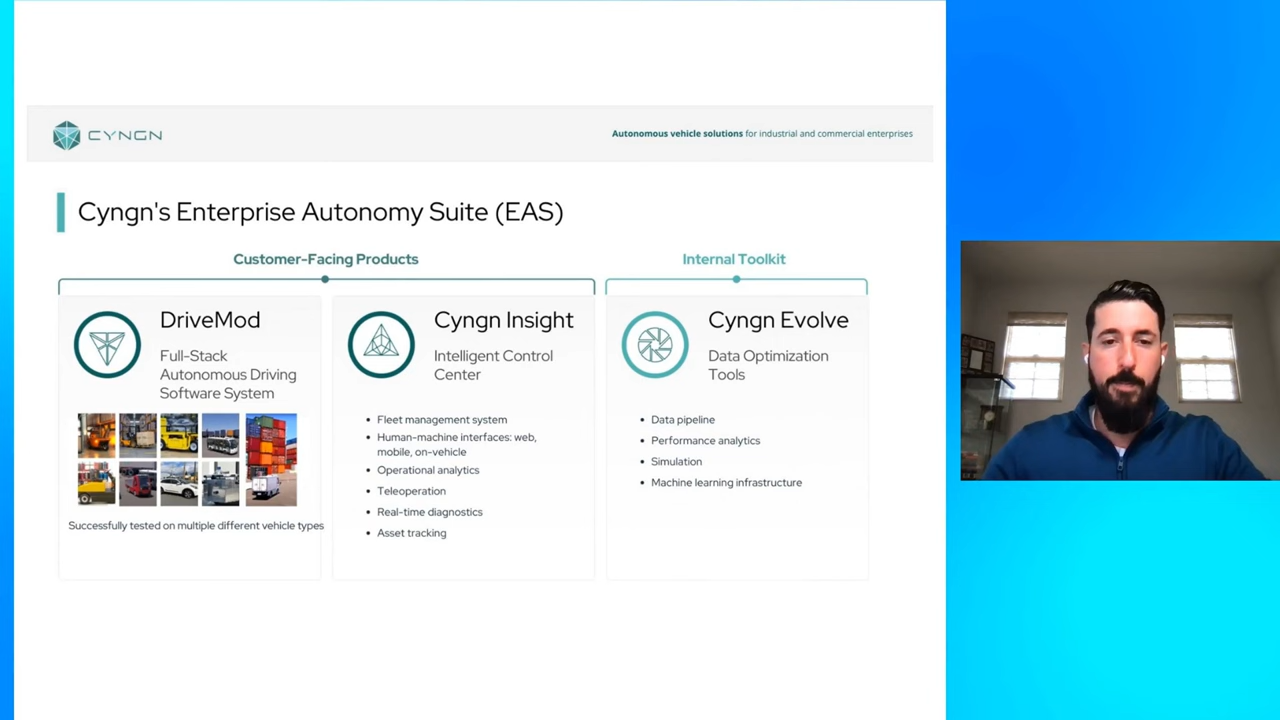 CYNGN
Autonomous vehicle solutions for industrial and commercial enterprises
Cyngn's Enterprise Autonomy Suite (EAS)
Customer-Facing Products
Internal Toolkit
DriveMod
Full-Stack
Autonomous Driving
Software System
Successfully tested on multiple different vehicle types
Cyngn Insight
Intelligent Control
Center
• Fleet management system
• Human-machine interfaces: web,
mobile, on-vehicle
• Operational analytics
• Teleoperation
• Real-time diagnostics
• Asset tracking
Cyngn Evolve
Data Optimization
Tools
• Data pipeline
• Performance analytics
• Simulation
• Machine learning infrastructure